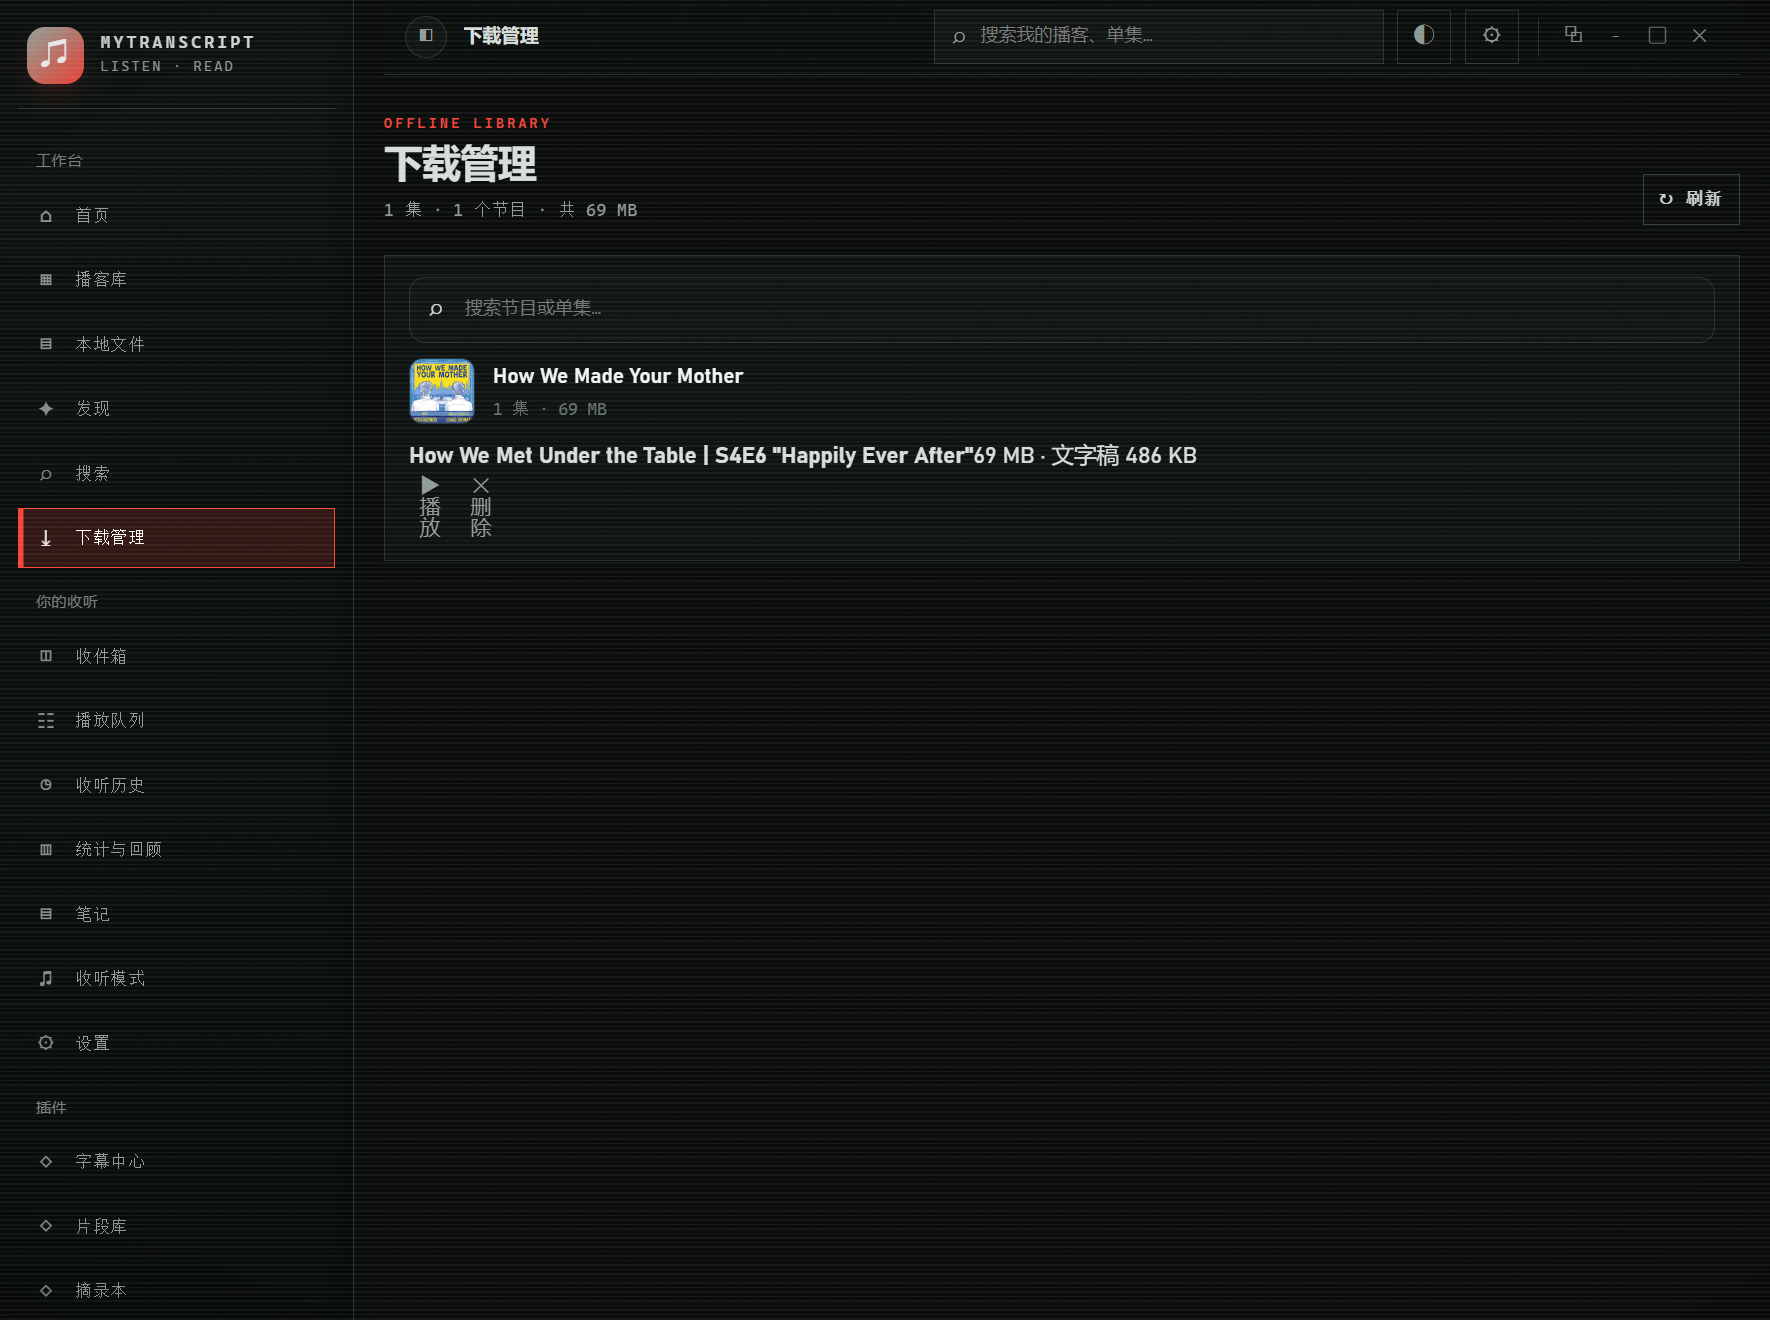 MYTRANSCRIPT
LISTEN · READ
工作台
首页
播客库
本地文件
发现
搜索
下载管理
你的收听
收件箱
播放队列
收听历史
统计与回顾
笔记
收听模式
设置
插件
字幕中心
片段库
摘录本
下载管理
搜索我的播客、单集...
OFFLINE LIBRARY
下载管理
1 集 · 1 个节目 · 共 69 MB
刷新
搜索节目或单集...
HOW WE MADE
YOUR MOTHER
How We Made Your Mother
1 集 · 69 MB
How We Met Under the Table | S4E6 "Happily Ever After"69 MB · 文字稿 486 KB
播放
删除